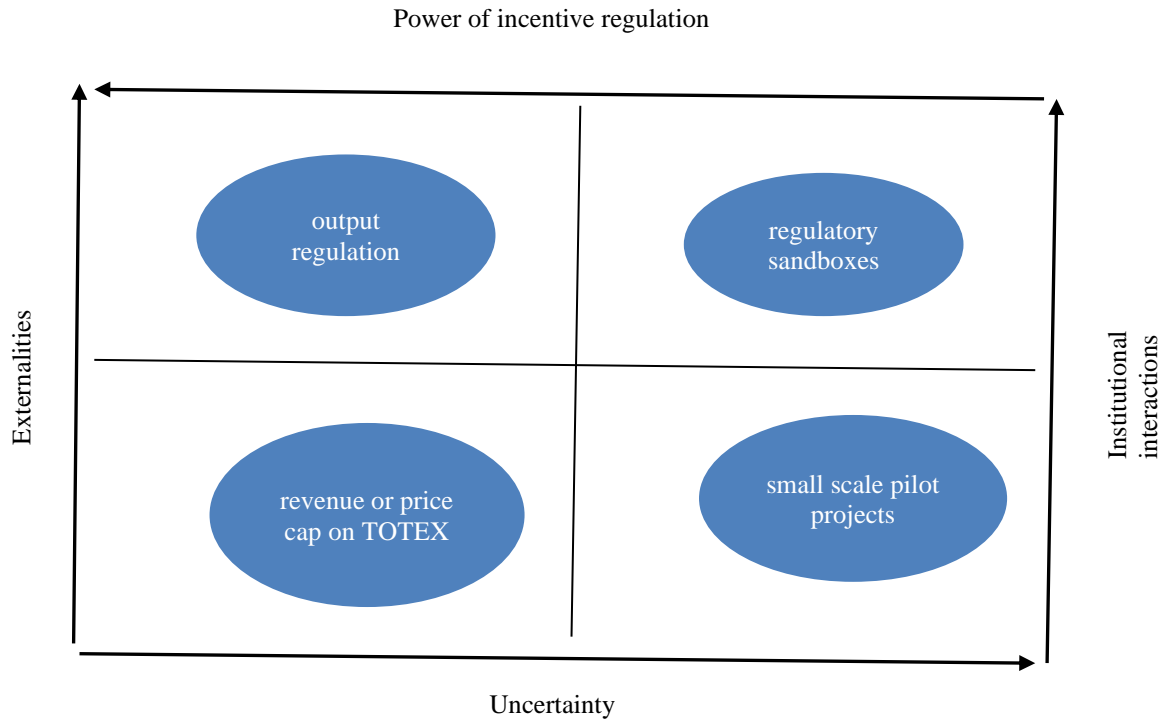 Power of incentive regulation
output
regulation
regulatory
sandboxes
Externalities
Institutional
interactions
revenue or price
cap on TOTEX
small scale pilot
projects
Uncertainty